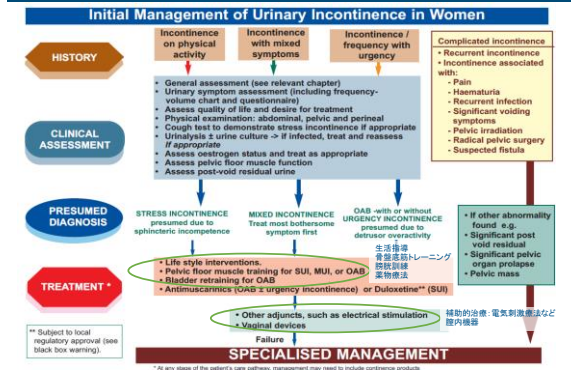 Initial Management of Urinary Incontinence in Women
HISTORY
Incontinence
on physical
activity
Incontinence
with mixed
symptoms
Incontinence /
frequency with
urgency
Complicated incontinence
• Recurrent incontinence
• Incontinence associated
with:
- Pain
- Haematuria
- Recurrent infection
- Significant voiding
symptoms
- Pelvic irradiation
- Radical pelvic surgery
- Suspected fistula
CLINICAL
ASSESSMENT
• General assessment (see relevant chapter)
• Urinary symptom assessment (including frequency-
volume chart and questionnaire)
• Assess quality of life and desire for treatment
• Physical examination: abdominal, pelvic and perineal
• Cough test to demonstrate stress incontinence if appropriate
• Urinalysis ± urine culture -> if infected, treat and reassess
If appropriate
• Assess oestrogen status and treat as appropriate
• Assess pelvic floor muscle function
• Assess post-void residual urine
PRESUMED
DIAGNOSIS
STRESS INCONTINENCE
presumed due to
sphincteric incompetence
MIXED INCONTINENCE
Treat most bothersome
symptom first
OAB -with or without
URGENCY INCONTINENCE
presumed due to
detrusor overactivity
生活指導
骨盤底筋トレーニング
膀胱訓練
薬物療法
• If other abnormality
found e.g.
• Significant post
void residual
• Significant pelvic
organ prolapse
• Pelvic mass
TREATMENT *
• Life style interventions.
• Pelvic floor muscle training for SUI, MUI, or OAB
• Bladder retraining for OAB
• Antimuscarinics (OAB ± urgency incontinence) or Duloxetine** (SUI)
• Other adjuncts, such as electrical stimulation
• Vaginal devices
補助的治療：電気刺激療法など
膣内機器
** Subject to local
regulatory approval (see
black box warning).
Failure
SPECIALISED MANAGEMENT
* At any stage of the patient's care pathway, management may need to include continence products